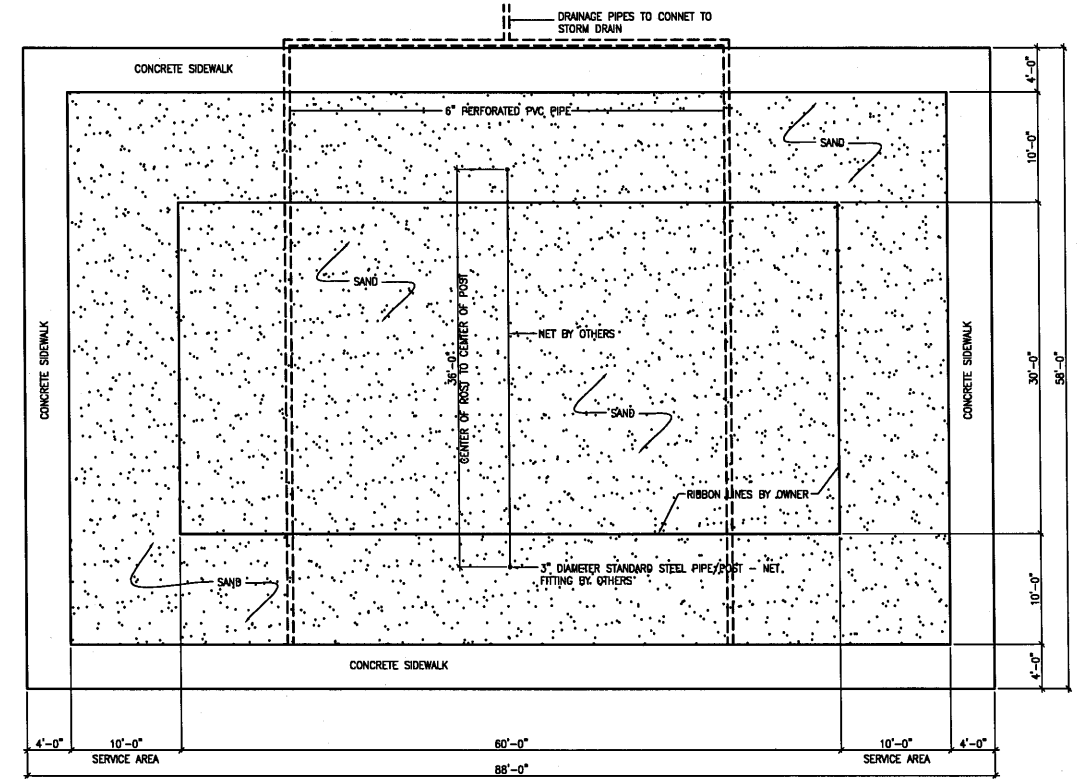 DRAINAGE PIPES TO CONNET TO
STORM DRAIN
CONCRETE SIDEWALK
4'-0"
6" PERFORATED PVC PIPE
SAND
10'-0"
SAND
CENTER OF POST TO CENTER OF POST
36'-0"
NET BY OTHERS
CONCRETE SIDEWALK
CONCRETE SIDEWALK
30'-0"
58'-0"
SAND
RIBBON LINES BY OWNER
3" DIAMETER STANDARD STEEL PIPE/POST - NET
FITTING BY OTHERS
SAND
10'-0"
CONCRETE SIDEWALK
4'-0"
4'-0"
10'-0"
60'-0"
10'-0"
4'-0"
SERVICE AREA
SERVICE AREA
88'-0"